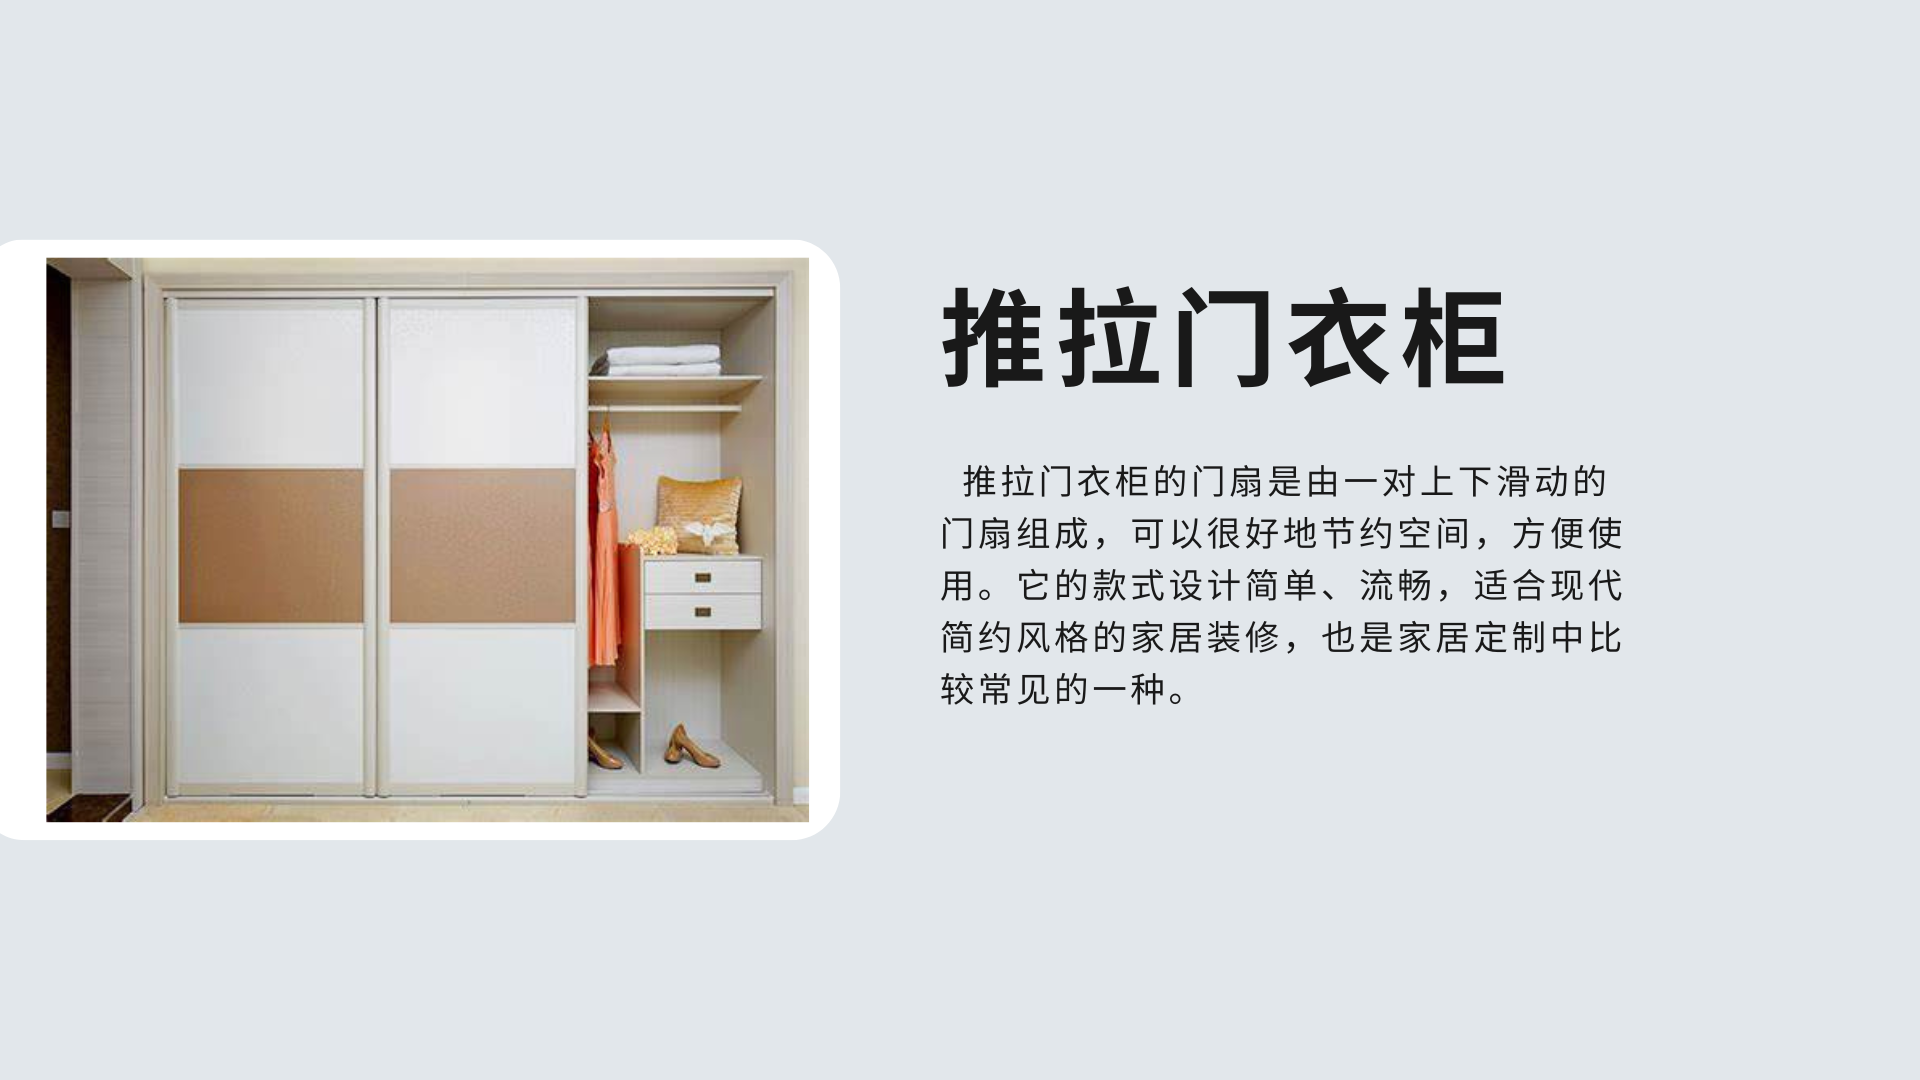 推拉门衣柜
推拉门衣柜的门扇是由一对上下滑动的
门扇组成，可以很好地节约空间，方便使
用。它的款式设计简单、流畅，适合现代
简约风格的家居装修，也是家居定制中比
较常见的一种。